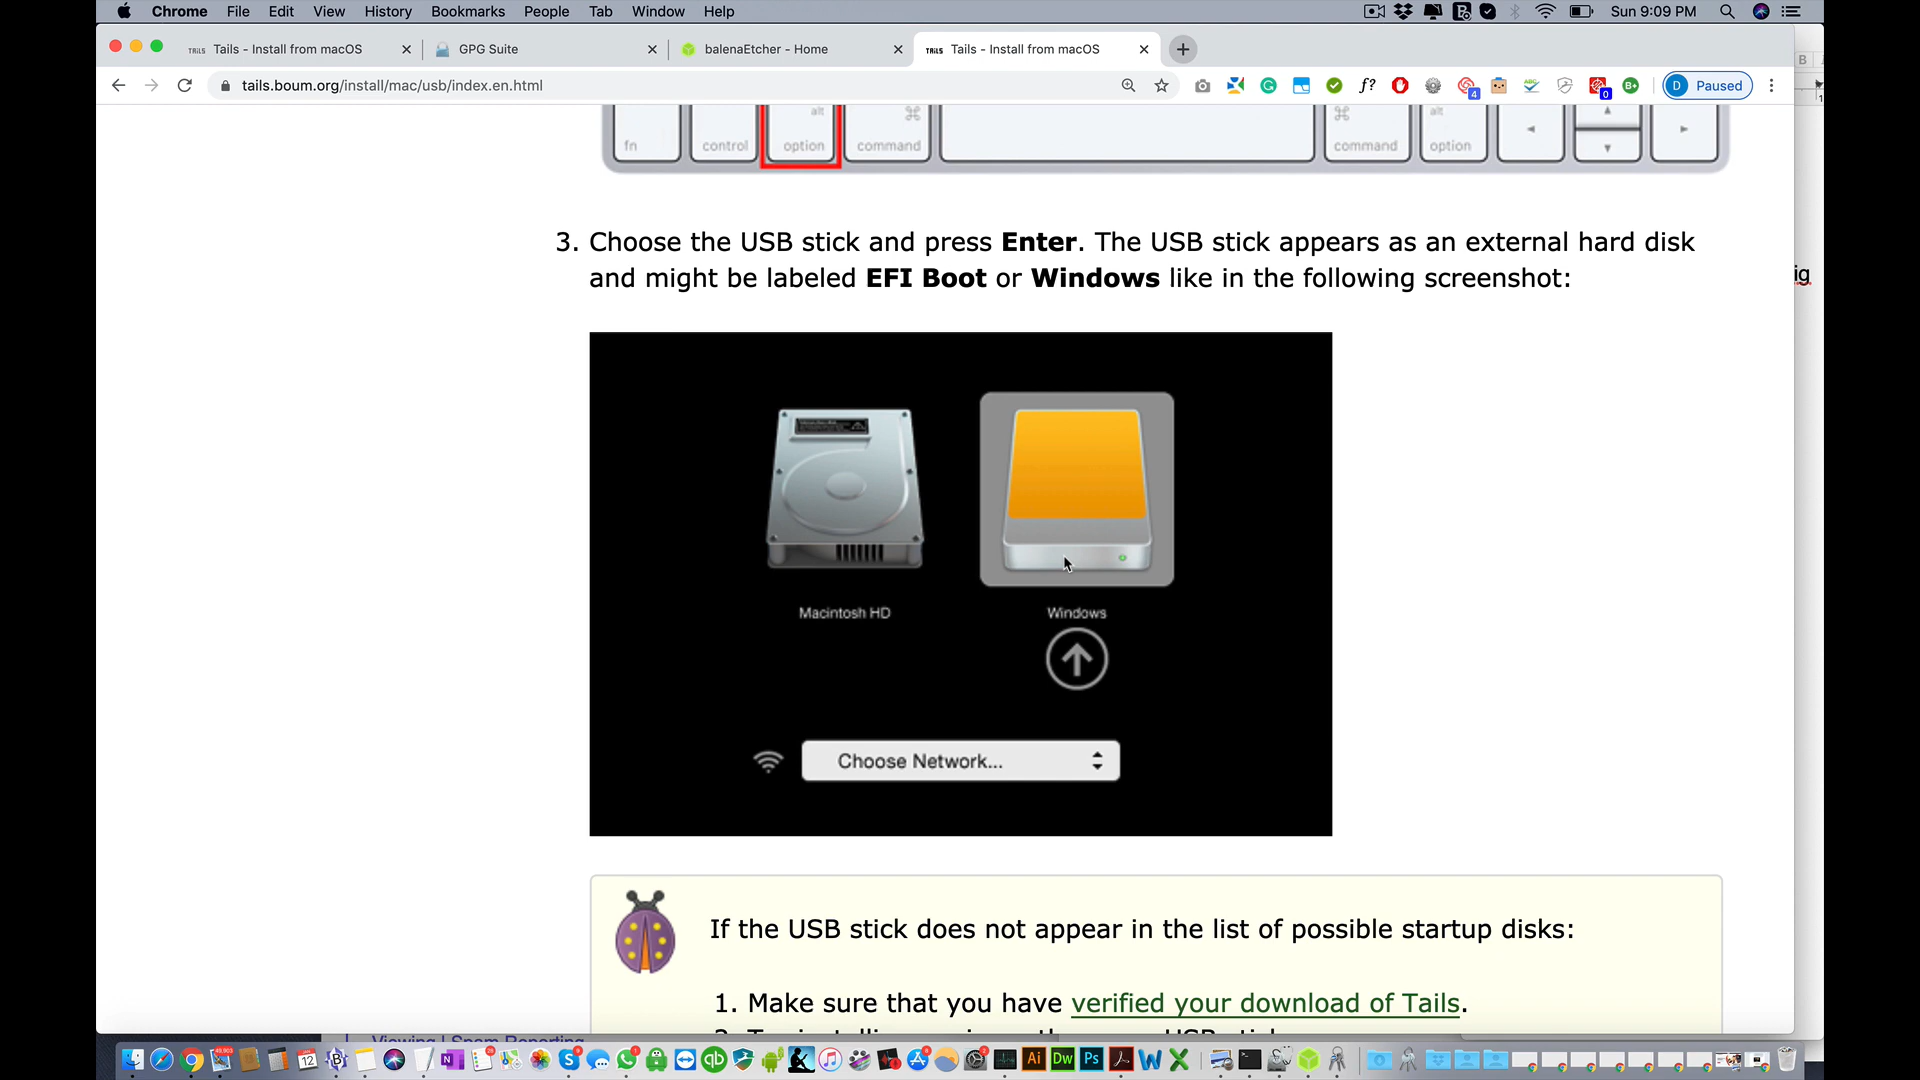 Chrome File Edit View History Bookmarks People Tab Window Help Sun 9:09 PM
Tails - Install from macOS GPG Suite balenaEtcher - Home Tails - Install from macOS
tails.boum.org/install/mac/usb/index.en.html Paused
alt alt
fn control option command command option
3. Choose the USB stick and press Enter. The USB stick appears as an external hard disk
and might be labeled EFI Boot or Windows like in the following screenshot:
ig
Macintosh HD Windows
Choose Network...
If the USB stick does not appear in the list of possible startup disks:
1. Make sure that you have verified your download of Tails.